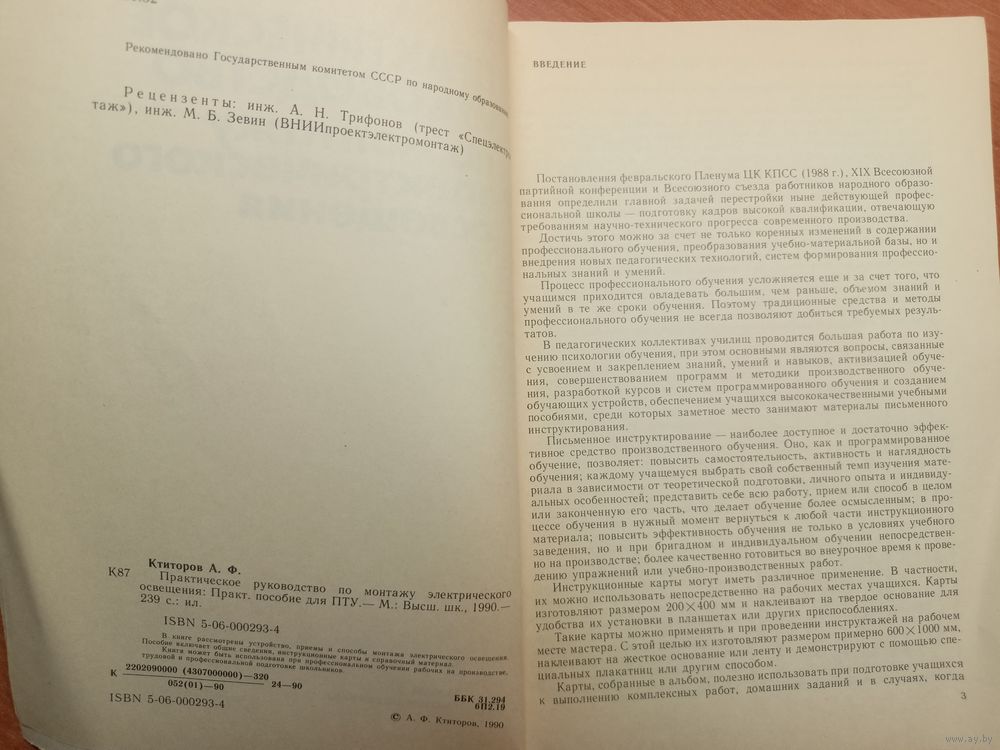 Рекомендовано Государственным комитетом СССР по народному образованию
Рецензенты: инж. А. Н. Трифонов (трест «Спецэлектро
таж»), инж. М. Б. Зевин (ВНИИпроектэлектромонтаж)
Ктиторов А. Ф.
К87 Практическое руководство по монтажу электрического
освещения: Практ. пособие для ПТУ.— М.: Высш. шк., 1990.—
239 с.: ил.
ISBN 5-06-000293-4
В книге рассмотрены устройство, приемы и способы монтажа электрического освещения.
Пособие включает общие сведения, инструкционные карты и справочный материал.
Книга может быть использована при профессиональном обучении рабочих на производстве,
трудовой и профессиональной подготовке школьников.
К 2202090000 (4307000000)—320
052(01)—90
24—90
ББК 31.294
6П2.19
ISBN 5-06-000293-4
© А. Ф. Ктиторов, 1990
ВВЕДЕНИЕ
Постановления февральского Пленума ЦК КПСС (1988 г.), XIX Всесоюзной
партийной конференции и Всесоюзного съезда работников народного образо-
вания определили главной задачей перестройки ныне действующей профес-
сиональной школы — подготовку кадров высокой квалификации, отвечающую
требованиям научно-технического прогресса современного производства.
Достичь этого можно за счет не только коренных изменений в содержании
профессионального обучения, преобразования учебно-материальной базы, но и
внедрения новых педагогических технологий, систем формирования профессио-
нальных знаний и умений.
Процесс профессионального обучения усложняется еще и за счет того, что
учащимся приходится овладевать большим, чем раньше, объемом знаний и
умений в те же сроки обучения. Поэтому традиционные средства и методы
профессионального обучения не всегда позволяют добиться требуемых резуль-
татов.
В педагогических коллективах училищ проводится большая работа по изу-
чению психологии обучения, при этом основными являются вопросы, связанные
с усвоением и закреплением знаний, умений и навыков, активизацией обуче-
ния, совершенствованием программ и методики производственного обуче-
ния, разработкой курсов и систем программированного обучения и созданием
обучающих устройств, обеспечением учащихся высококачественными учебными
пособиями, среди которых заметное место занимают материалы письменного
инструктирования.
Письменное инструктирование — наиболее доступное и достаточно эффек-
тивное средство производственного обучения. Оно, как и программированное
обучение, позволяет: повысить самостоятельность, активность и наглядность
обучения; каждому учащемуся выбрать свой собственный темп изучения мате-
риала в зависимости от теоретической подготовки, личного опыта и индивиду-
альных особенностей; представить себе всю работу, прием или способ в целом
или законченную его часть, что делает обучение более осмысленным; в про-
цессе обучения в нужный момент вернуться к любой части инструкционного
материала; повысить эффективность обучения не только в условиях учебного
заведения, но и при бригадном и индивидуальном обучении непосредствен-
но на производстве; более качественно готовиться во внеурочное время к прове-
дению упражнений или учебно-производственных работ.
Инструкционные карты могут иметь различное применение. В частности,
их можно использовать непосредственно на рабочих местах учащихся. Карты
изготовляют размером 200×400 мм и наклеивают на твердое основание для
удобства их установки в планшеты или других приспособлениях.
Такие карты можно применять и при проведении инструктажей на рабочем
месте мастера. С этой целью их изготовляют размером примерно 600×1000 мм,
наклеивают на жесткое основание или ленту и демонстрируют с помощью спе-
циальных плакатниц или другим способом.
Карты, собранные в альбом, полезно использовать при подготовке учащихся
к выполнению комплексных работ, домашних заданий и в случаях, когда
3
www.ay.by